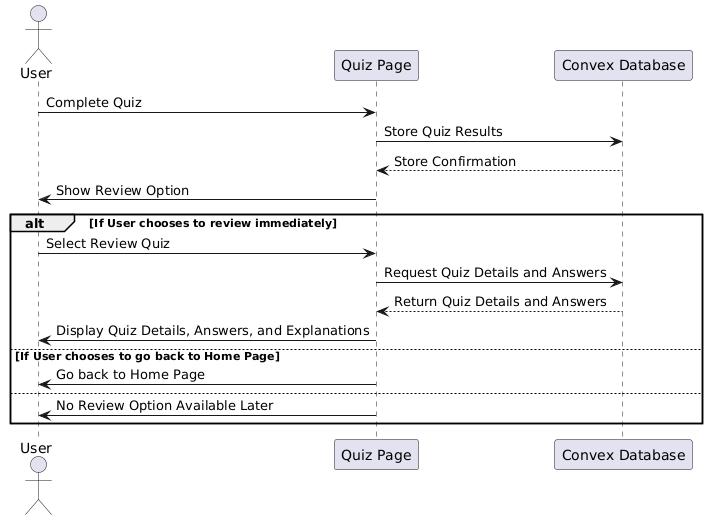 User
Quiz Page
Convex Database
Complete Quiz
Store Quiz Results
Store Confirmation
Show Review Option
alt [If User chooses to review immediately]
Select Review Quiz
Request Quiz Details and Answers
Return Quiz Details and Answers
Display Quiz Details, Answers, and Explanations
[If User chooses to go back to Home Page]
Go back to Home Page
No Review Option Available Later
User
Quiz Page
Convex Database